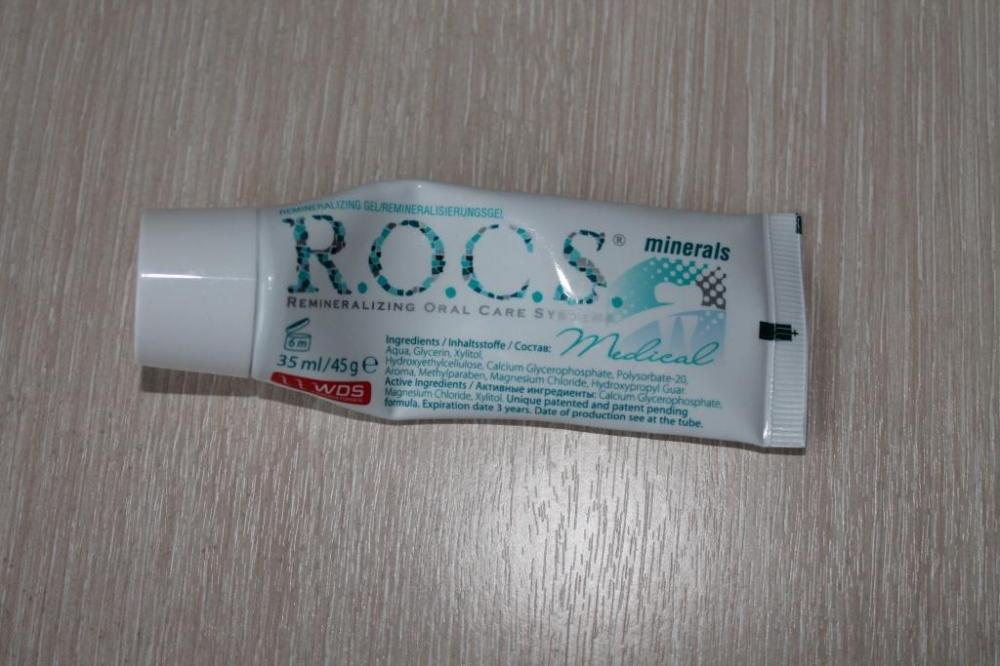 REMINERALIZING GEL/REMINERALISIERUNGSGEL
R.O.C.S.® minerals
REMINERALIZING ORAL CARE SYSTEMS
Medical
6 m
35 ml/45g ℮
WDS
Ingredients / Inhaltsstoffe / Состав:
Aqua, Glycerin, Xylitol,
Hydroxyethylcellulose, Calcium Glycerophosphate, Polysorbate-20,
Aroma, Methylparaben, Magnesium Chloride, Hydroxypropyl Guar
Active Ingredients / Активные ингредиенты: Calcium Glycerophosphate,
Magnesium Chloride, Xylitol. Unique patented and patent pending
formula. Expiration date 3 years. Date of production see at the tube.